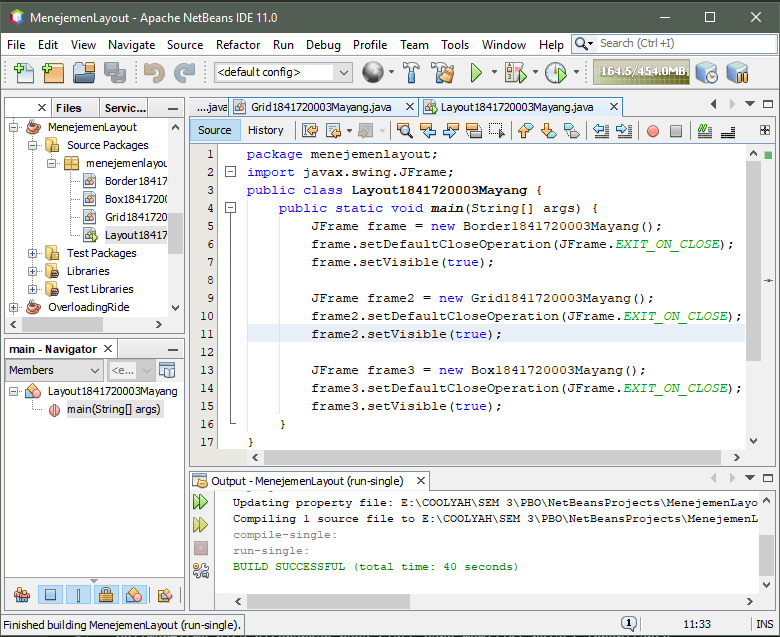 MenejemenLayout - Apache NetBeans IDE 11.0
File Edit View Navigate Source Refactor Run Debug Profile Team Tools Window Help Search (Ctrl+I)
<default config> 164.5/454.0MB
Files Servic...
MenejemenLayout
Source Packages
menejemenlayou
Border18417
Box1841720
Grid184172
Layout1841
Test Packages
Libraries
Test Libraries
OverloadingRide
main - Navigator
Members <e...
Layout1841720003Mayang
main(String[] args)
....java Grid1841720003Mayang.java Layout1841720003Mayang.java
Source History
1 package menejemenlayout;
2 import javax.swing.JFrame;
3 public class Layout1841720003Mayang {
4 public static void main(String[] args) {
5 JFrame frame = new Border1841720003Mayang();
6 frame.setDefaultCloseOperation(JFrame.EXIT_ON_CLOSE);
7 frame.setVisible(true);
8
9 JFrame frame2 = new Grid1841720003Mayang();
10 frame2.setDefaultCloseOperation(JFrame.EXIT_ON_CLOSE);
11 frame2.setVisible(true);
12
13 JFrame frame3 = new Box1841720003Mayang();
14 frame3.setDefaultCloseOperation(JFrame.EXIT_ON_CLOSE);
15 frame3.setVisible(true);
16 }
17 }
Output - MenejemenLayout (run-single)
Updating property file: E:\COOLYAH\SEM 3\PBO\NetBeansProjects\MenejemenLayo
Compiling 1 source file to E:\COOLYAH\SEM 3\PBO\NetBeansProjects\MenejemenL
compile-single:
run-single:
BUILD SUCCESSFUL (total time: 40 seconds)
Finished building MenejemenLayout (run-single). 1 11:33 INS